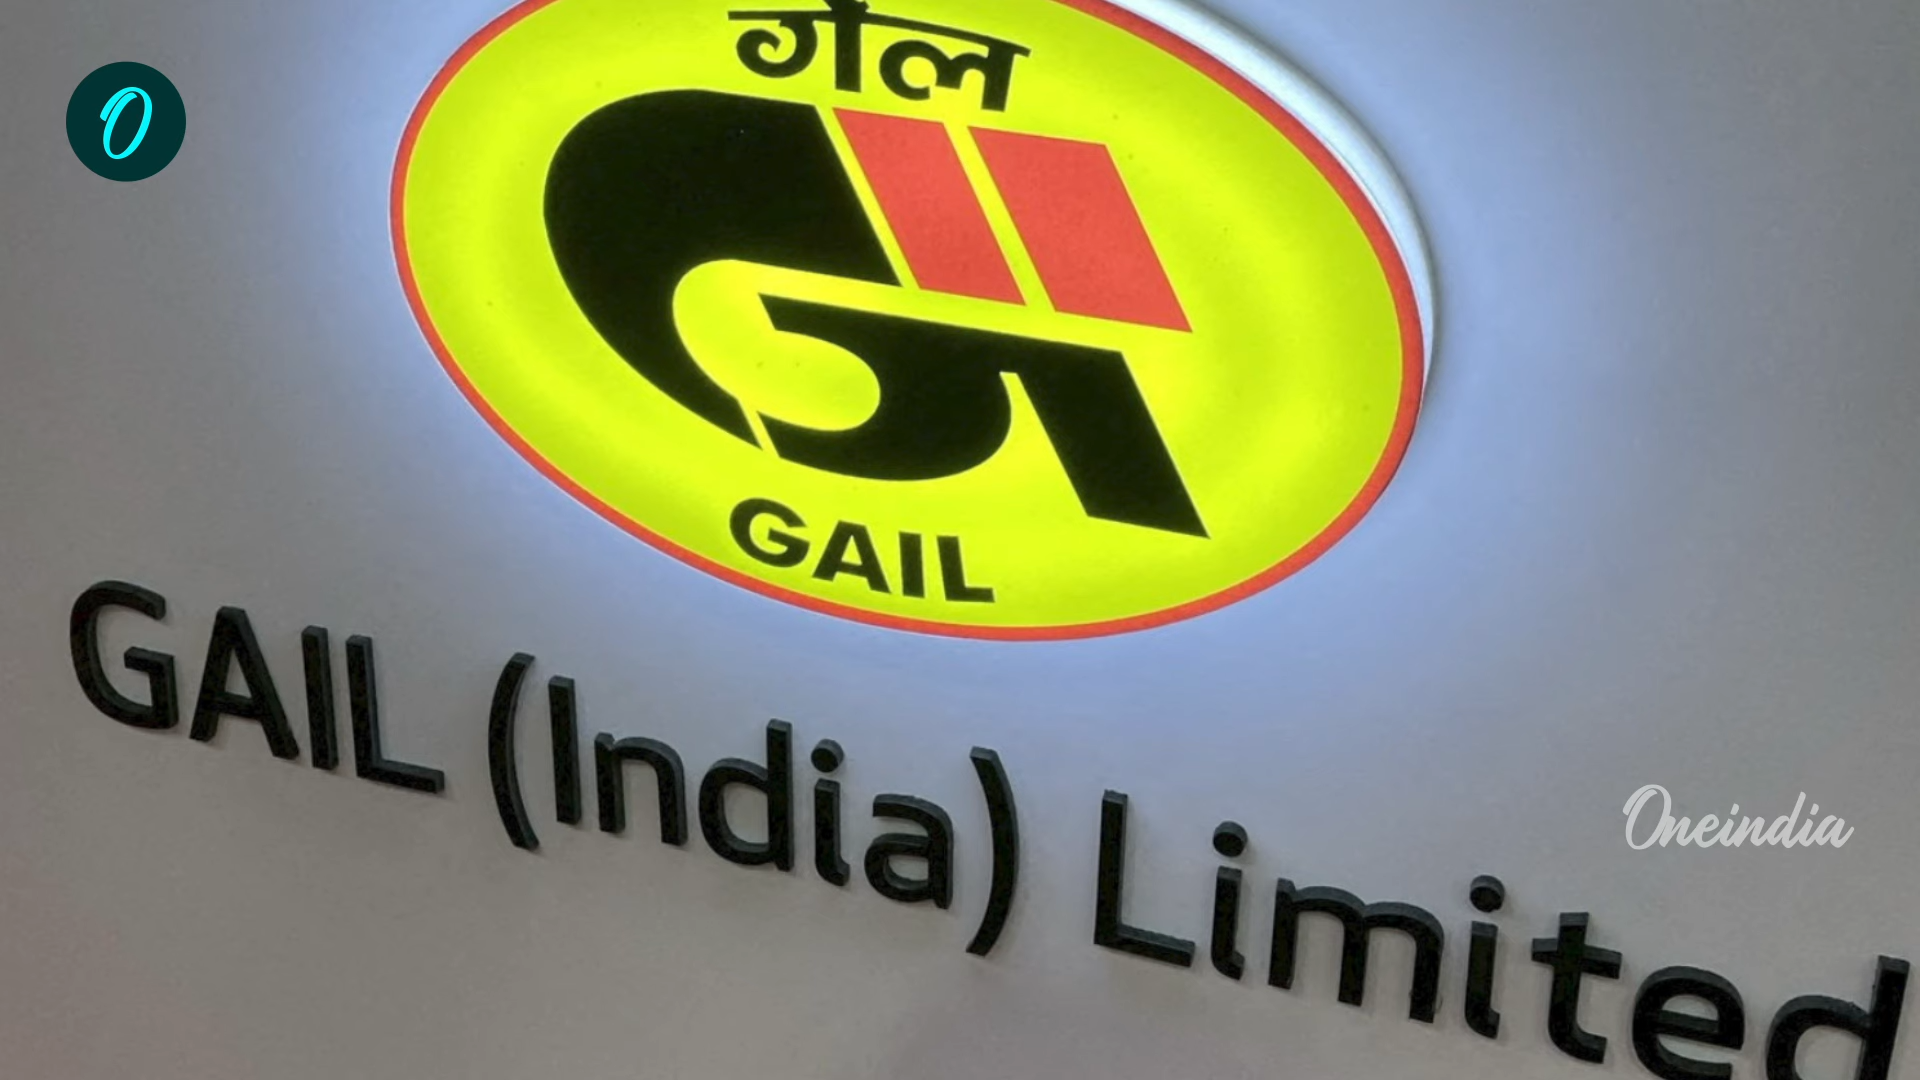 O
गेल
GAIL
GAIL (India) Limited
Oneindia